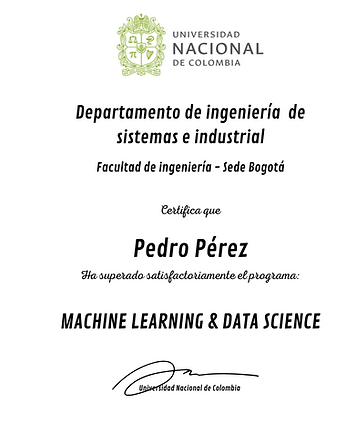 UNIVERSIDAD
NACIONAL
DE COLOMBIA
Departamento de ingeniería de
sistemas e industrial
Facultad de ingeniería - Sede Bogotá
Certifica que
Pedro Pérez
Ha superado satisfactoriamente el programa:
MACHINE LEARNING & DATA SCIENCE
Universidad Nacional de Colombia